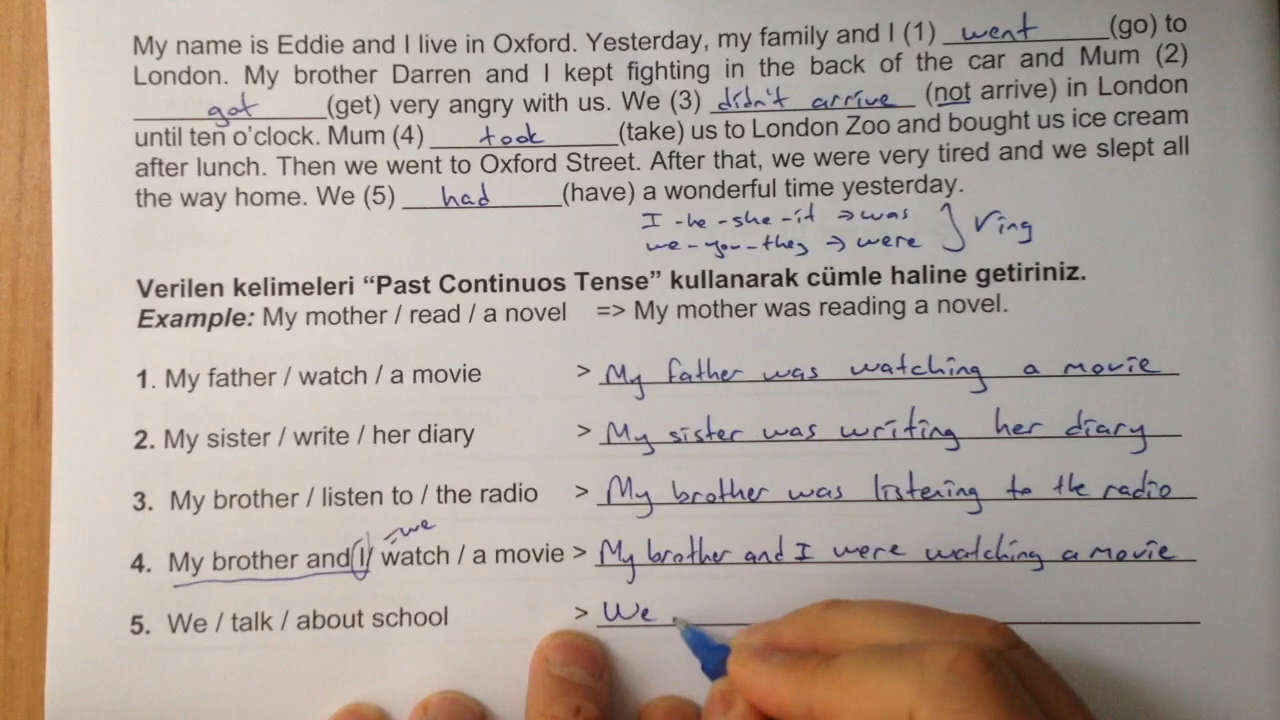 My name is Eddie and I live in Oxford. Yesterday, my family and I (1) went (go) to
London. My brother Darren and I kept fighting in the back of the car and Mum (2)
got (get) very angry with us. We (3) didn't arrive (not arrive) in London
until ten o'clock. Mum (4) took (take) us to London Zoo and bought us ice cream
after lunch. Then we went to Oxford Street. After that, we were very tired and we slept all
the way home. We (5) had (have) a wonderful time yesterday.
I - he - she - it → was
we - you - they → were } Ving
Verilen kelimeleri “Past Continuos Tense” kullanarak cümle haline getiriniz.
Example: My mother / read / a novel => My mother was reading a novel.
1. My father / watch / a movie > My father was watching a movie
2. My sister / write / her diary > My sister was writing her diary
3. My brother / listen to / the radio > My brother was listening to the radio
→ we
4. My brother and I / watch / a movie > My brother and I were watching a movie
5. We / talk / about school > We